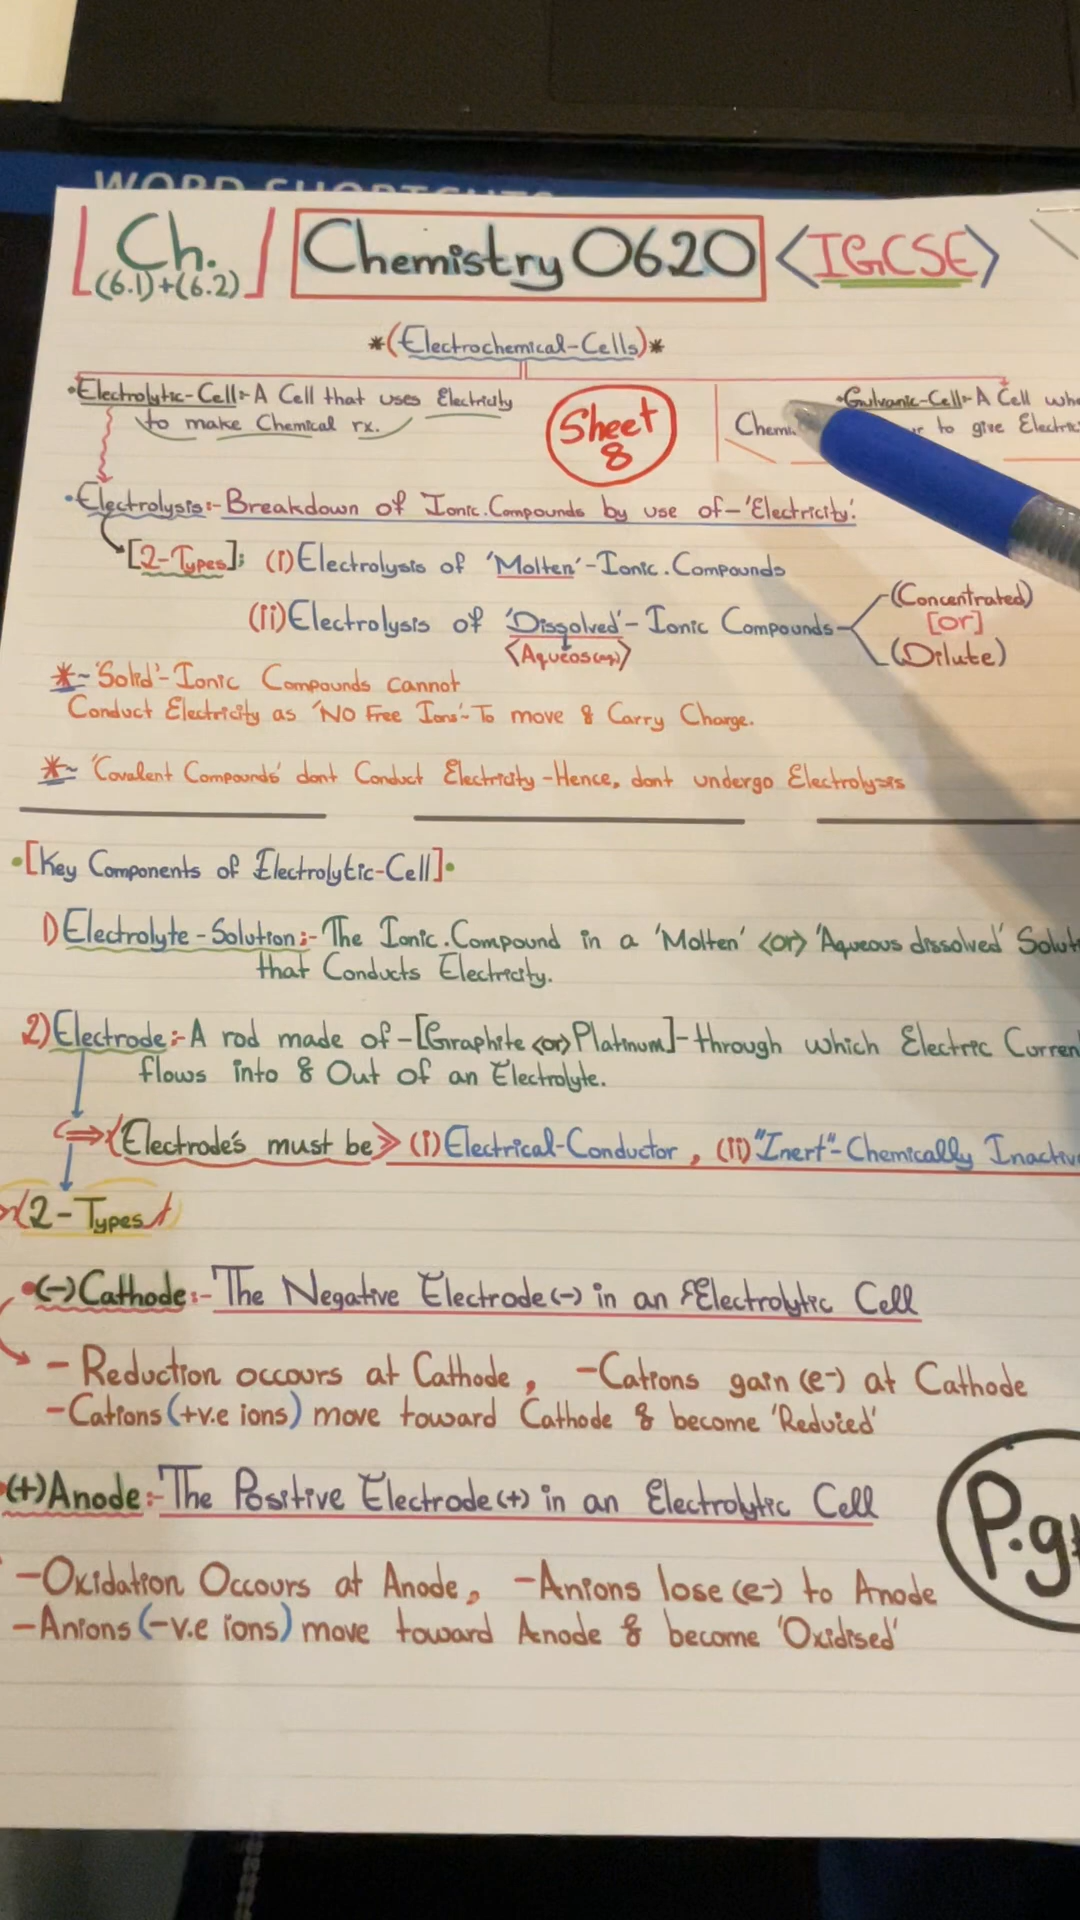 WORD SHORTCUTS
Ch. (6.1)+(6.2)
Chemistry 0620 <IGCSE>
*(Electrochemical-Cells)*
•Electrolytic-Cell:-A Cell that uses Electricity
to make Chemical rx.
Sheet 8
•Galvanic-Cell:-A Cell
to give
•Electrolysis:-Breakdown of Ionic.Compounds by use of-'Electricity'.
[2-Types]: (I)Electrolysis of 'Molten'-Ionic.Compounds
(II)Electrolysis of 'Dissolved'-Ionic Compounds
<Aqueos(aq)>
(Concentrated)
[or]
(Dilute)
*~'Solid'-Ionic Compounds cannot
Conduct Electricity as 'NO Free Ions'-To move & Carry Charge.
*~ 'Covalent Compounds' dont Conduct Electricity-Hence, dont undergo Electrolysis
•[Key Components of Electrolytic-Cell]•
1)Electrolyte-Solution:-The Ionic.Compound in a 'Molten' <or> 'Aqueous dissolved'
that Conducts Electricity.
2)Electrode:-A rod made of-[Graphite <or> Platinum]-through which Electric
flows into & Out of an Electrolyte.
(Electrode's must be» (i)Electrical-Conductor, (II)"Inert"-Chemically
2-Types
•(-)Cathode:-The Negative Electrode(-) in an Electrolytic Cell
-Reduction occours at Cathode, -Cations gain (e-) at Cathode
-Cations(+v.e ions) move toward Cathode & become 'Reduced'
(+)Anode:-The Positive Electrode(+) in an Electrolytic Cell
-Oxidation Occours at Anode, -Anions lose (e-) to Anode
-Anions(-v.e ions) move toward Anode & become 'Oxidised'
P.g